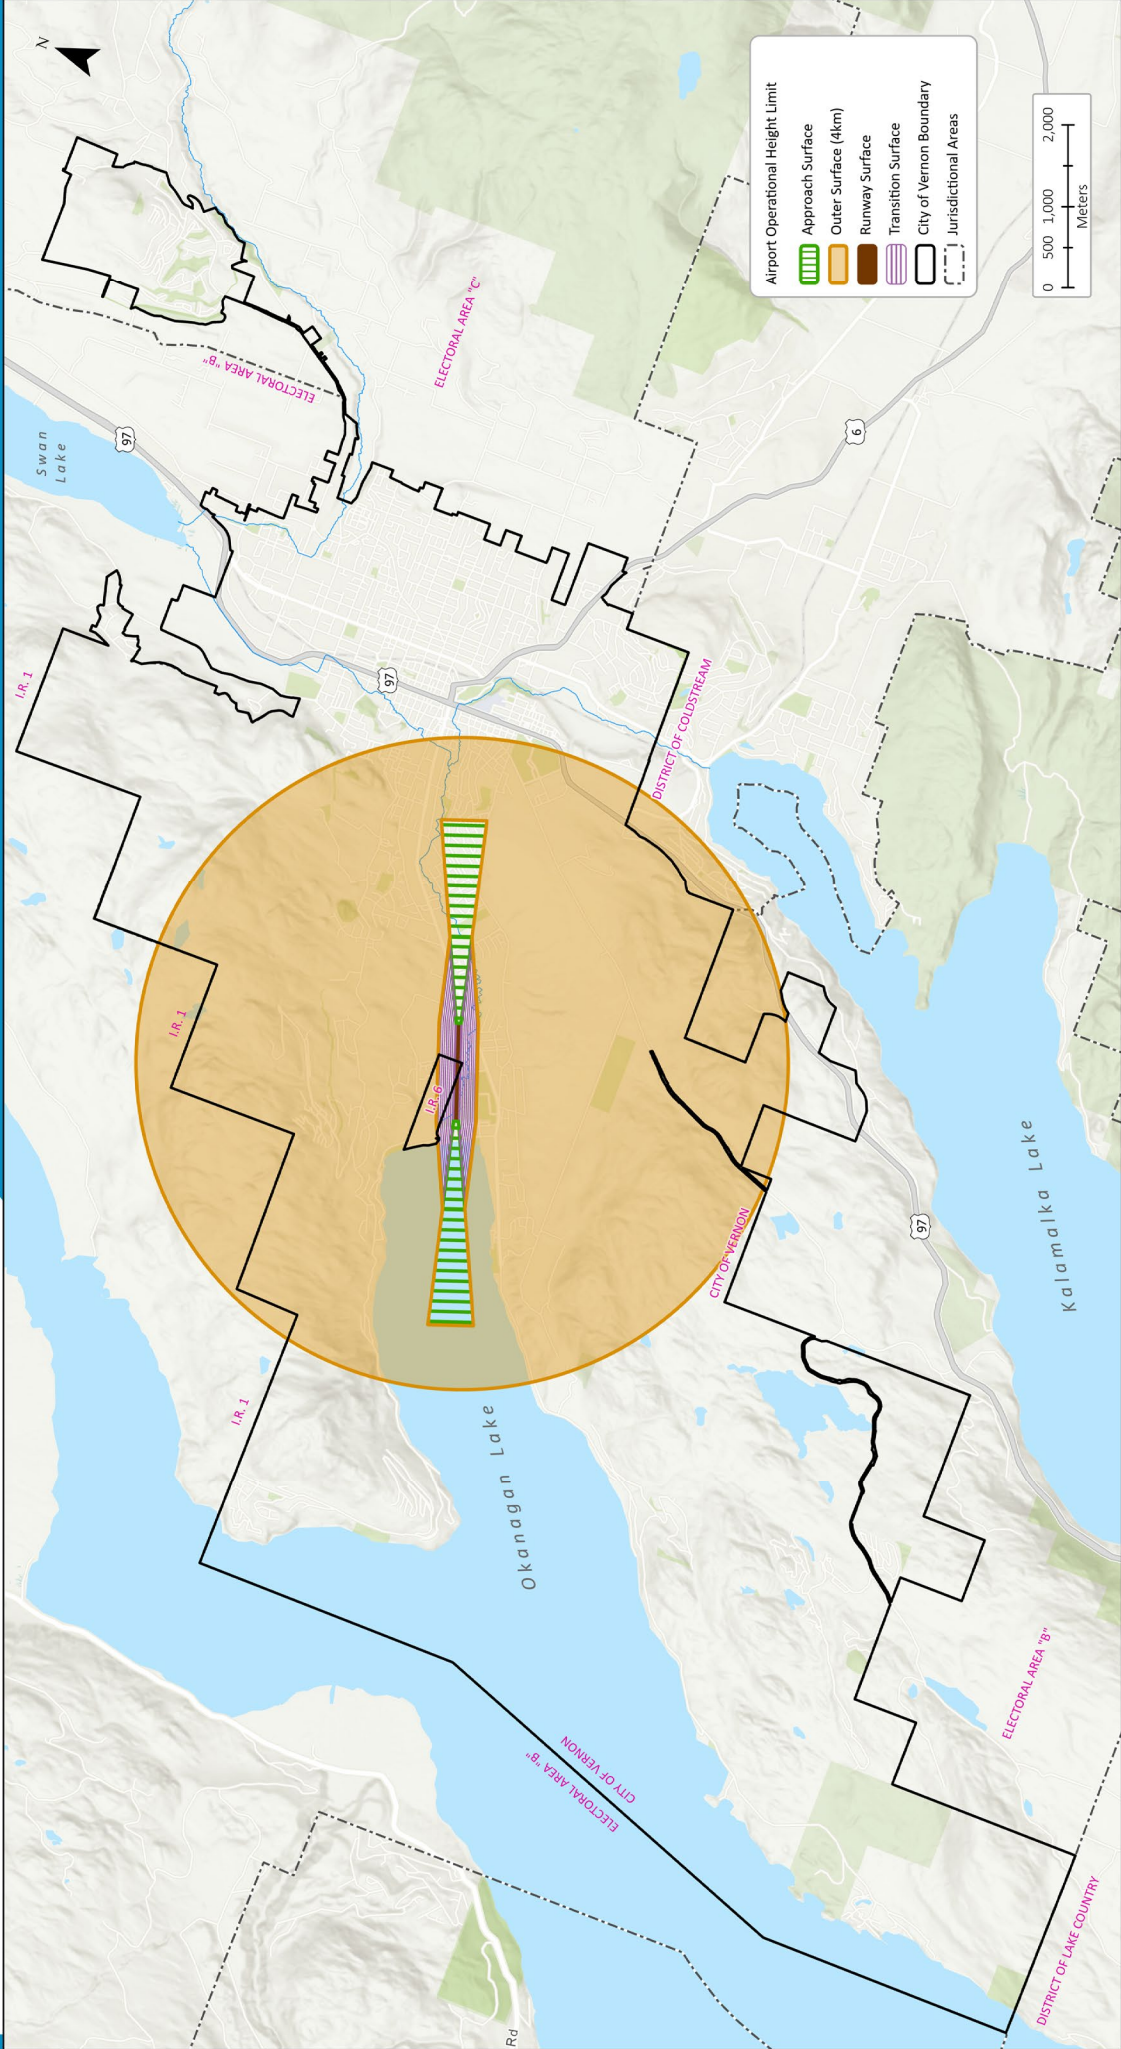 N
Airport Operational Height Limit
Approach Surface
Outer Surface (4km)
Runway Surface
Transition Surface
City of Vernon Boundary
Jurisdictional Areas
0 500 1,000 2,000
Meters
Swan
Lake
97
ELECTORAL AREA "B"
ELECTORAL AREA "C"
6
I.R. 1
97
DISTRICT OF COLDSTREAM
I.R. 1
I.R. 6
I.R. 1
CITY OF VERNON
97
Kalamalka Lake
Okanagan Lake
CITY OF VERNON
ELECTORAL AREA "B"
ELECTORAL AREA "B"
DISTRICT OF LAKE COUNTRY
Rd